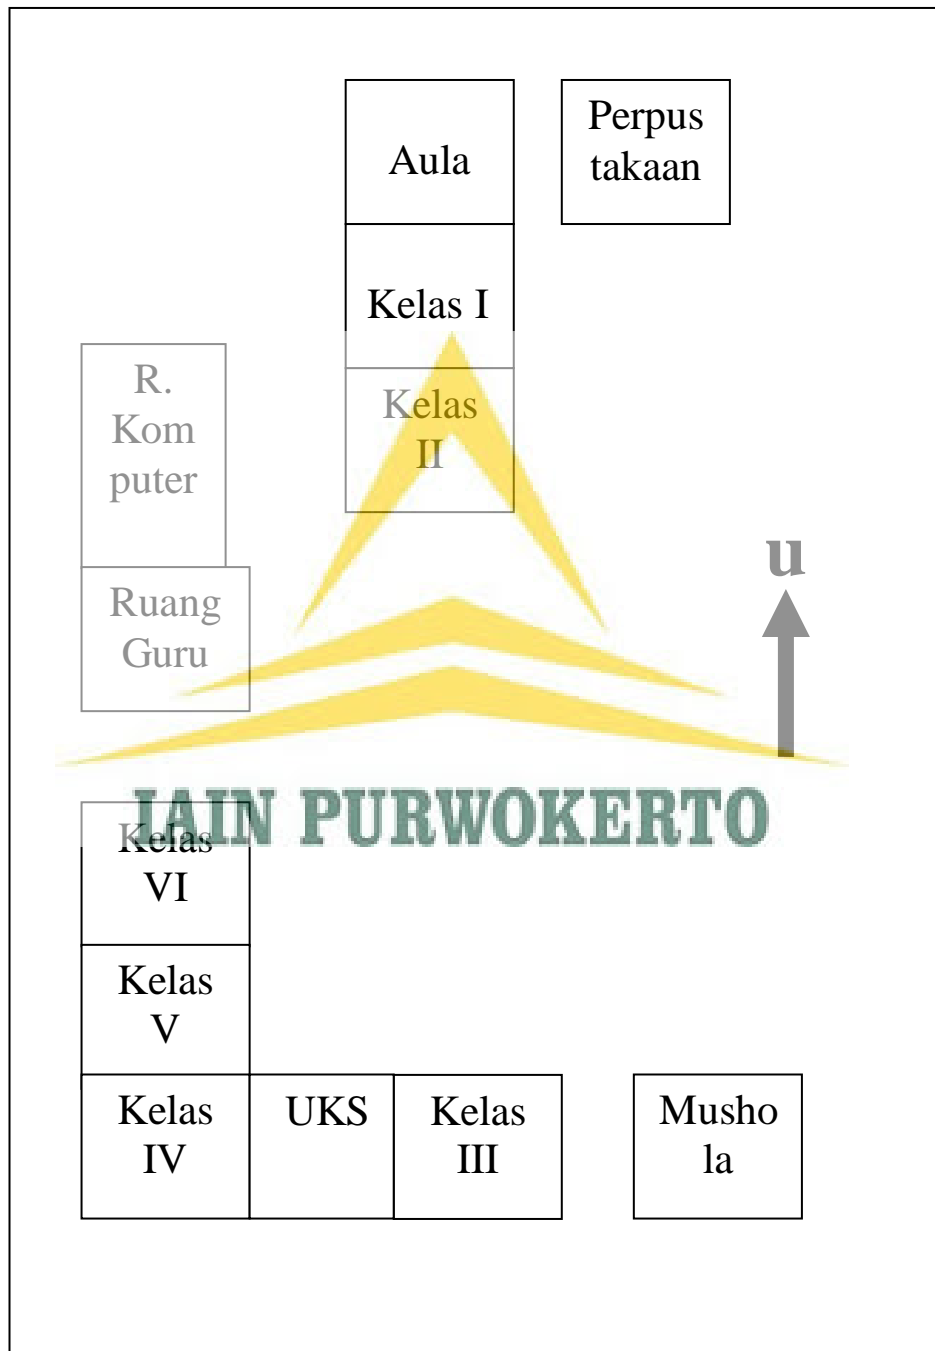 Aula
Perpus
takaan
Kelas I
R.
Kom
puter
Kelas
II
u
Ruang
Guru
IAIN PURWOKERTO
Kelas
VI
Kelas
V
Kelas
IV
UKS
Kelas
III
Musho
la